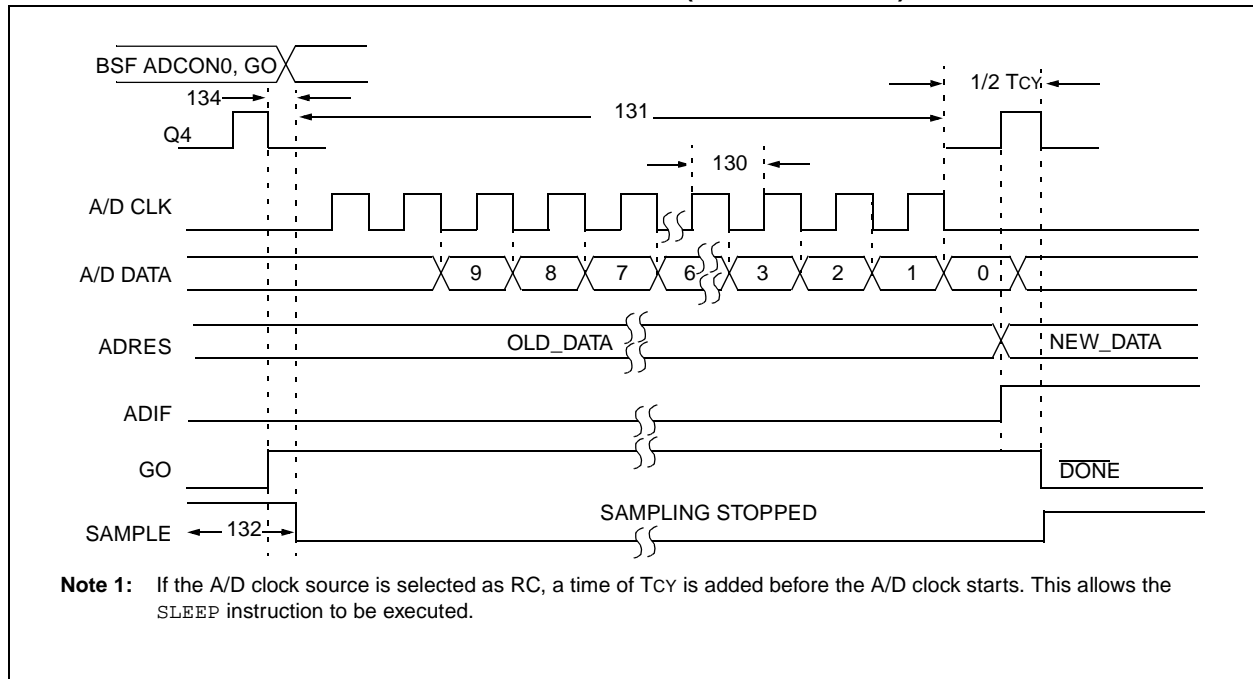 BSF ADCON0, GO
1/2 TCY
134
131
Q4
130
A/D CLK
A/D DATA 9 8 7 6 3 2 1 0
ADRES OLD_DATA NEW_DATA
ADIF
GO DONE
SAMPLING STOPPED
SAMPLE 132
Note 1: If the A/D clock source is selected as RC, a time of TCY is added before the A/D clock starts. This allows the
SLEEP instruction to be executed.